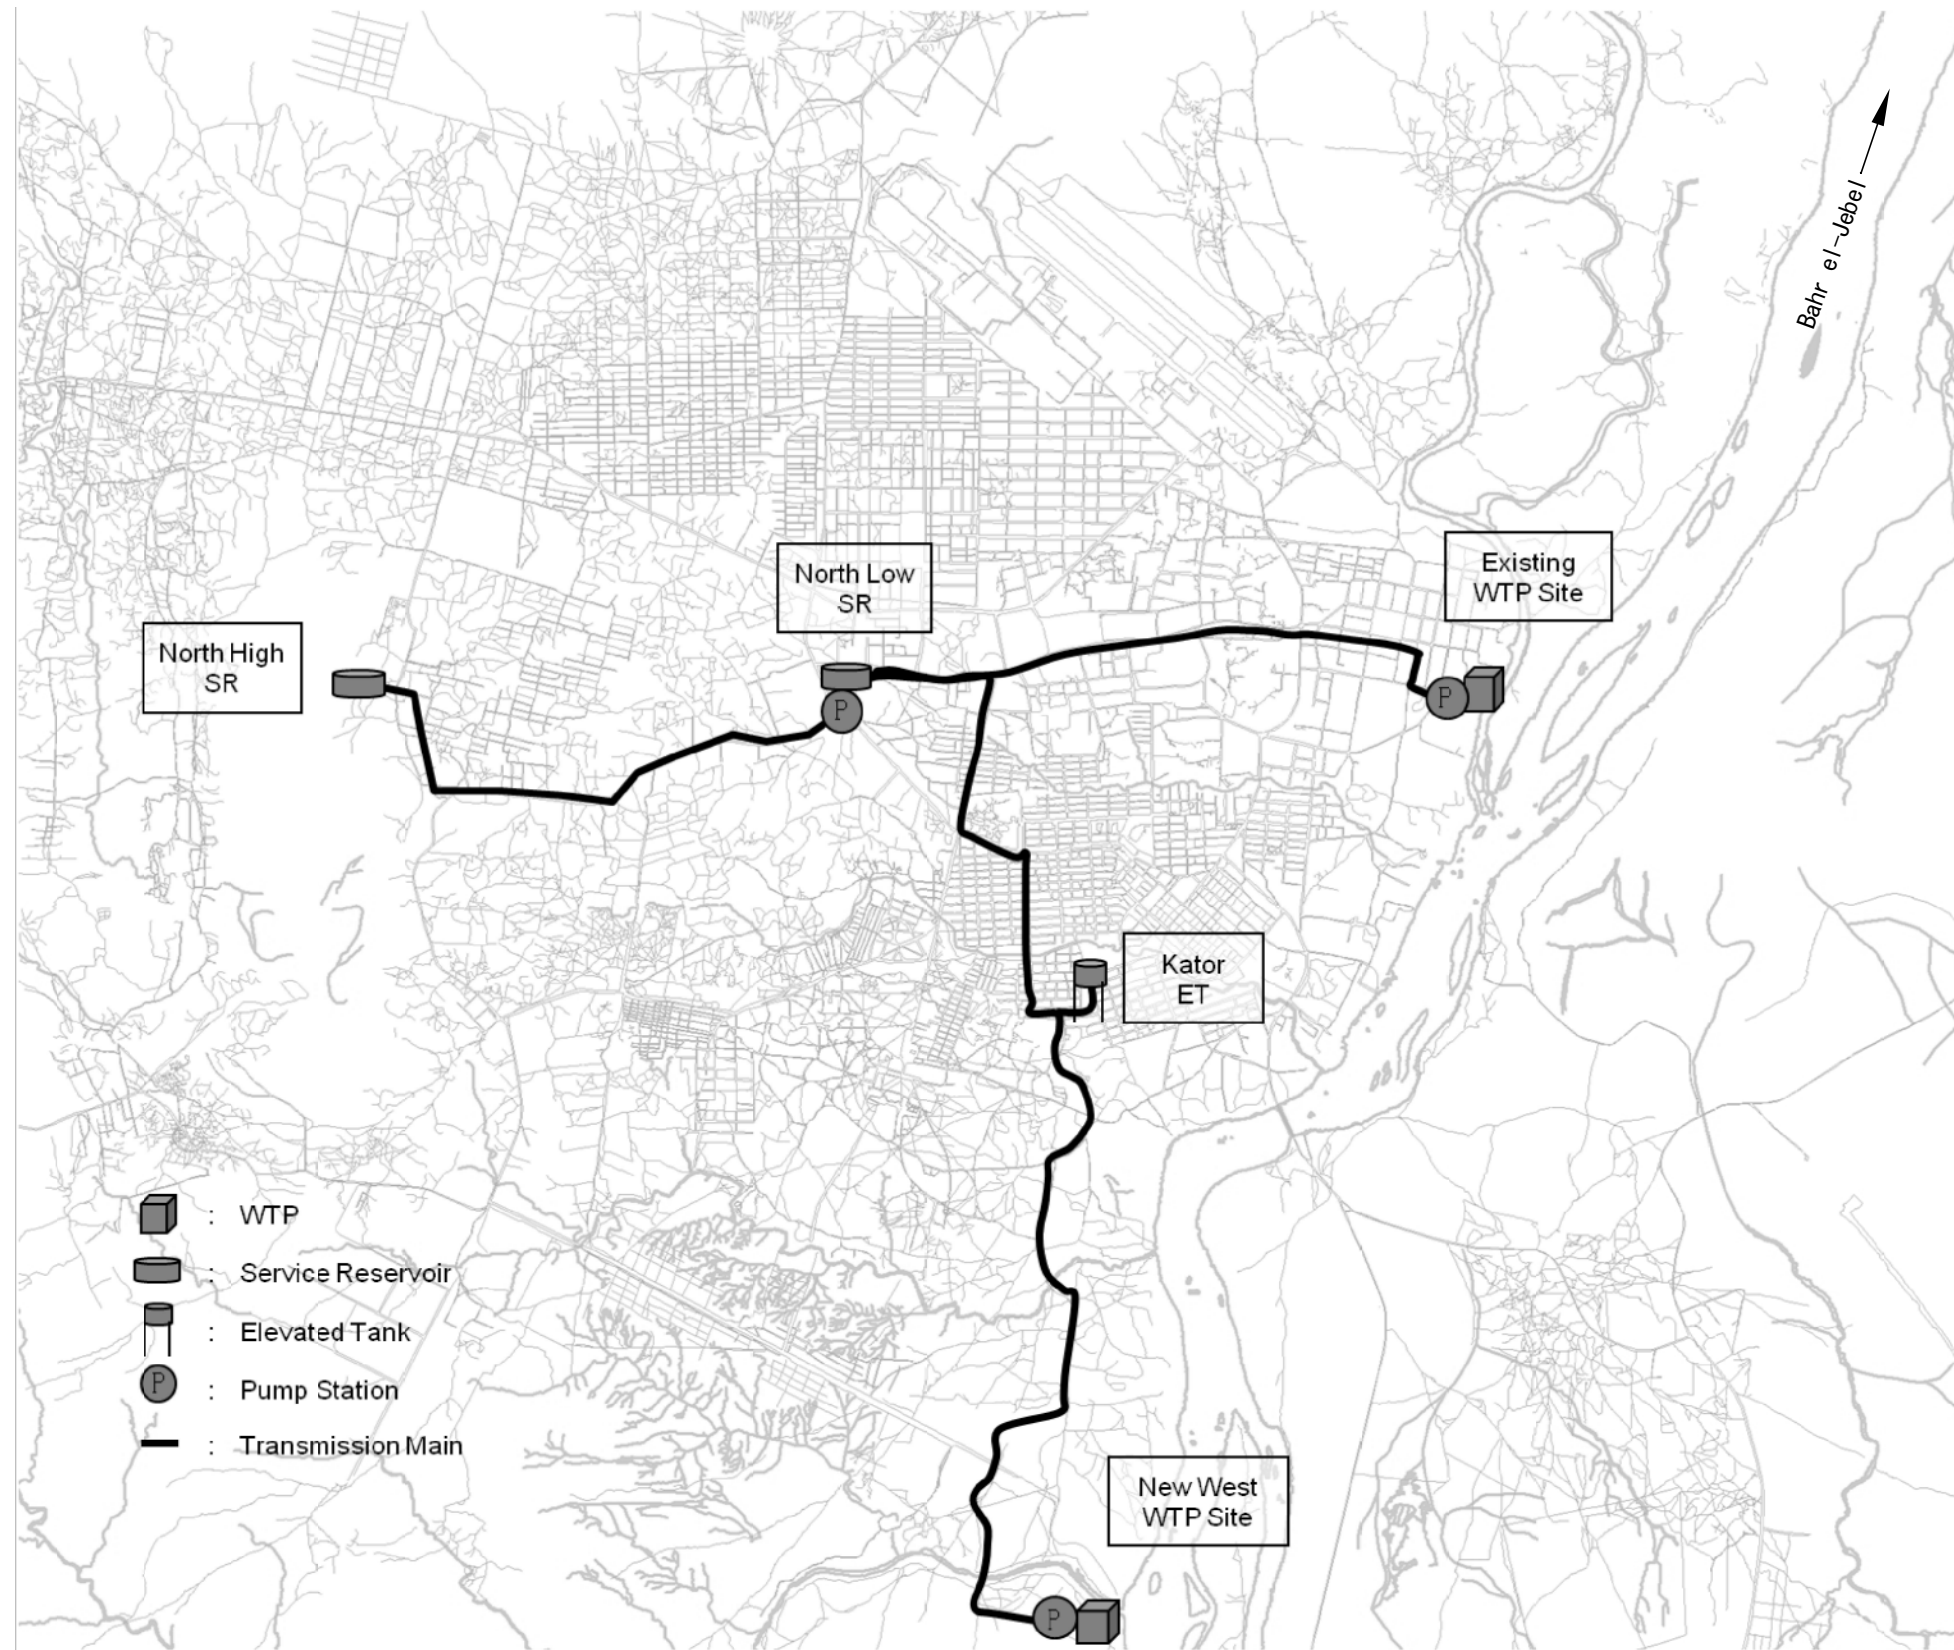 Bahr el-Jebel
Existing
WTP Site
North Low
SR
North High
SR
P
P
Kator
ET
WTP
: Service Reservoir
: Elevated Tank
P : Pump Station
: Transmission Main
New West
WTP Site
P